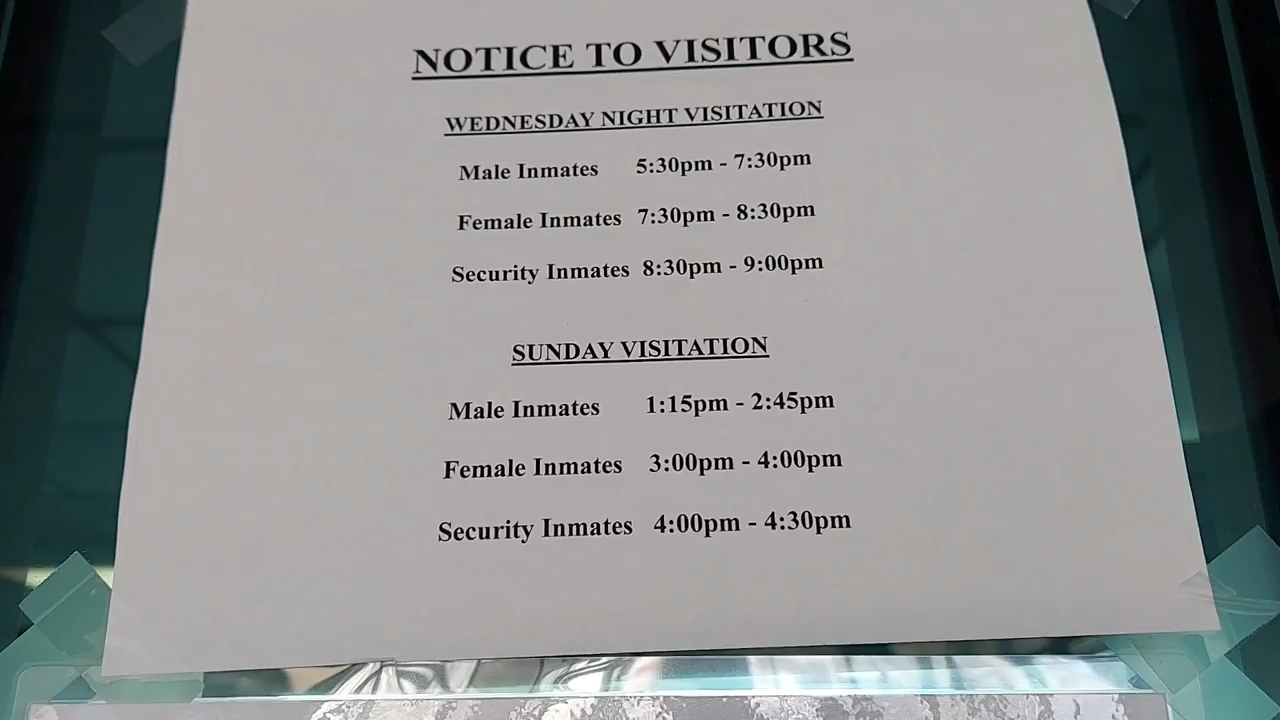 NOTICE TO VISITORS
WEDNESDAY NIGHT VISITATION
Male Inmates 5:30pm - 7:30pm
Female Inmates 7:30pm - 8:30pm
Security Inmates 8:30pm - 9:00pm
SUNDAY VISITATION
Male Inmates 1:15pm - 2:45pm
Female Inmates 3:00pm - 4:00pm
Security Inmates 4:00pm - 4:30pm